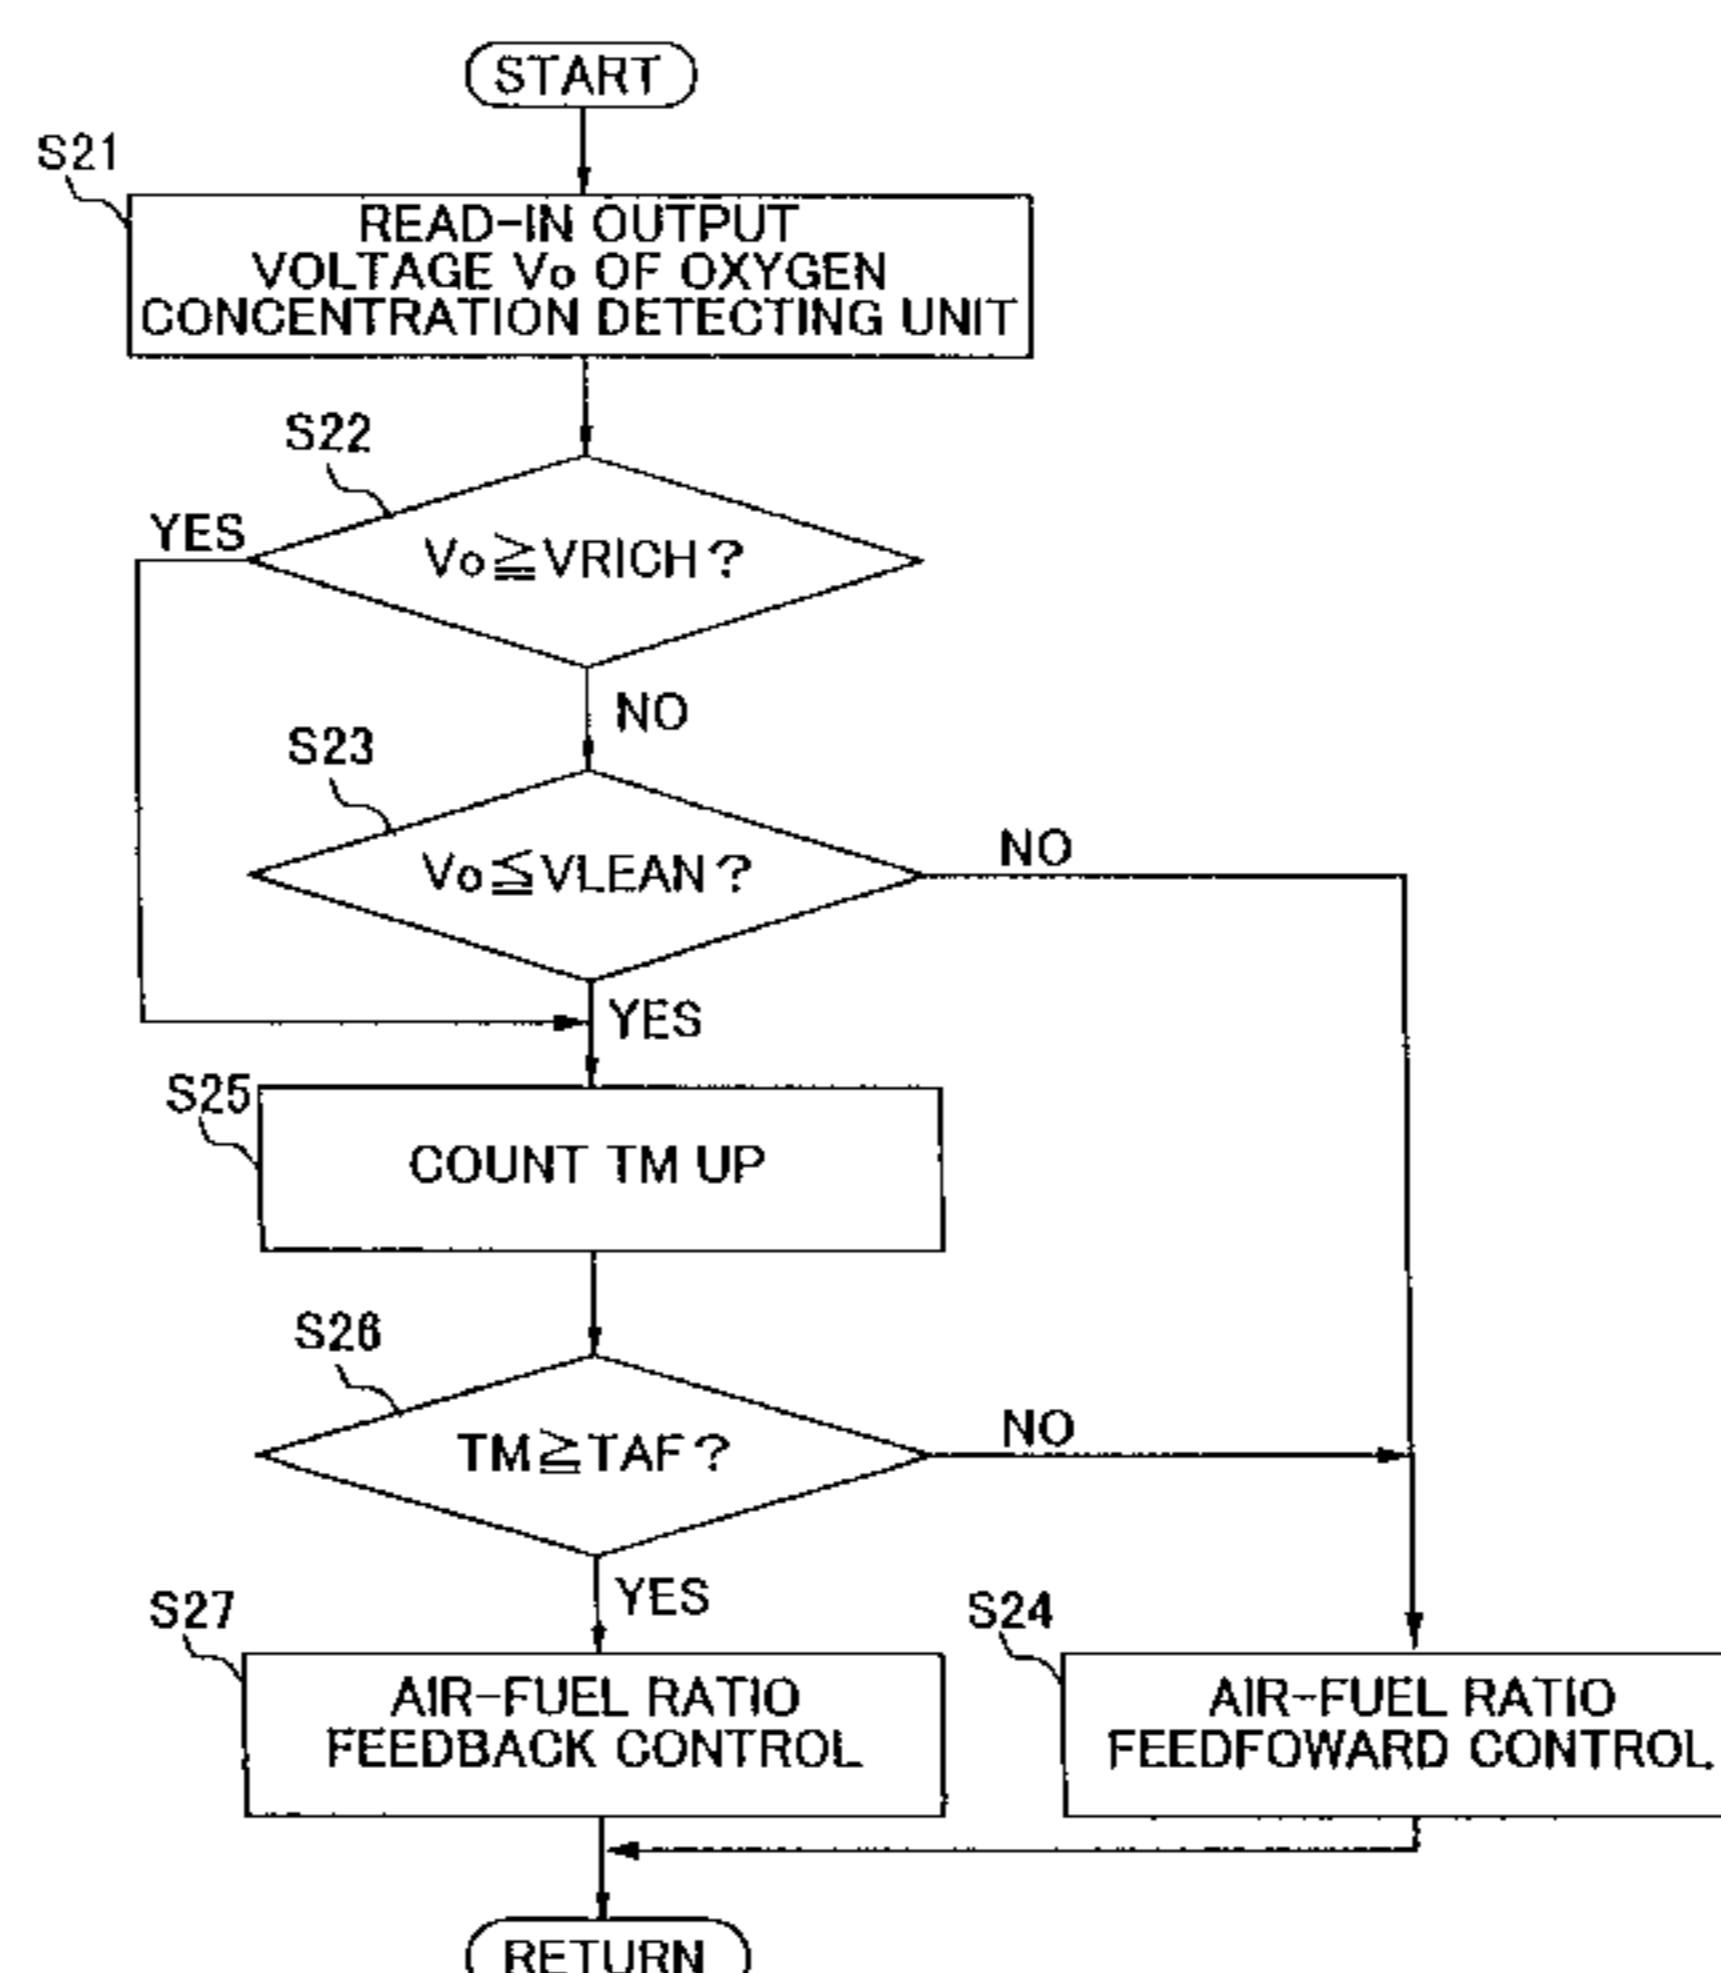 START
S21
READ-IN OUTPUT
VOLTAGE Vo OF OXYGEN
CONCENTRATION DETECTING UNIT
S22
YES
Vo≧VRICH?
NO
S23
Vo≦VLEAN?
NO
YES
S25
COUNT TM UP
S26
TM≧TAF?
NO
YES
S27
AIR-FUEL RATIO
FEEDBACK CONTROL
S24
AIR-FUEL RATIO
FEEDFOWARD CONTROL
RETURN